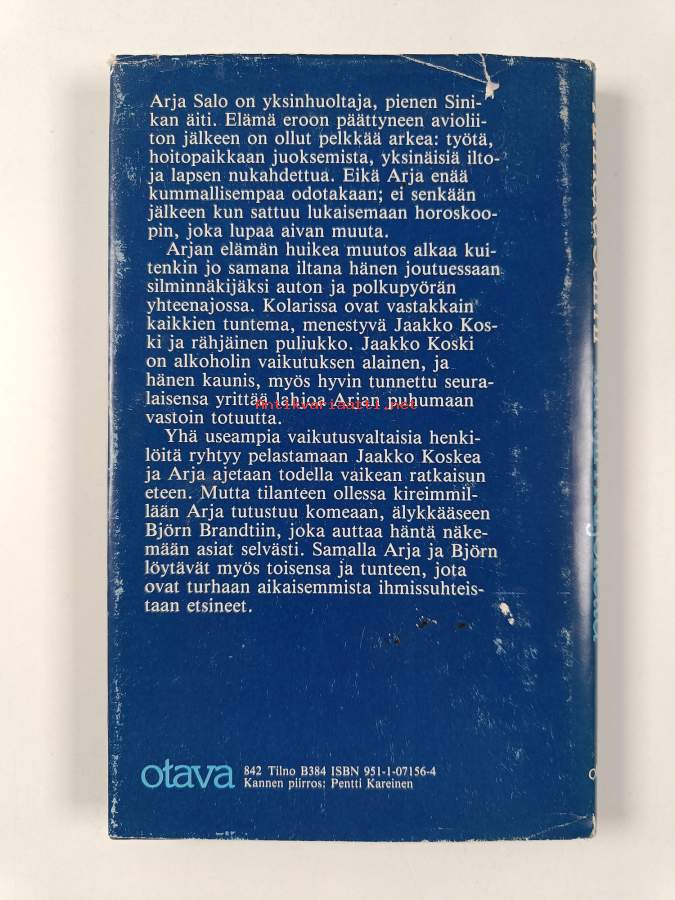 Arja Salo on yksinhuoltaja, pienen Sini-
kan äiti. Elämä eroon päättyneen aviolii-
ton jälkeen on ollut pelkkää arkea: työtä,
hoitopaikkaan juoksemista, yksinäisiä ilto-
ja lapsen nukahdettua. Eikä Arja enää
kummallisempaa odotakaan; ei senkään
jälkeen kun sattuu lukaisemaan horoskoo-
pin, joka lupaa aivan muuta.
Arjan elämän huikea muutos alkaa kui-
tenkin jo samana iltana hänen joutuessaan
silminnäkijäksi auton ja polkupyörän
yhteenajossa. Kolarissa ovat vastakkain
kaikkien tuntema, menestyvä Jaakko Kos-
ki ja rähjäinen puliukko. Jaakko Koski
on alkoholin vaikutuksen alainen, ja
hänen kaunis, myös hyvin tunnettu seura-
laisensa yrittää lahjoa Arjan puhumaan
vastoin totuutta.
Yhä useampia vaikutusvaltaisia henki-
löitä ryhtyy pelastamaan Jaakko Koskea
ja Arja ajetaan todella vaikean ratkaisun
eteen. Mutta tilanteen ollessa kireimmil-
lään Arja tutustuu komeaan, älykkääseen
Björn Brandtiin, joka auttaa häntä näke-
mään asiat selvästi. Samalla Arja ja Björn
löytävät myös toisensa ja tunteen, jota
ovat turhaan aikaisemmista ihmissuhteis-
taan etsineet.
Antikvariaatti.net
otava
842 Tilno B384 ISBN 951-1-07156-4
Kannen piirros: Pentti Kareinen